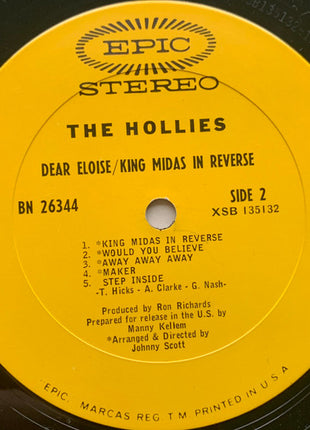 EPIC
STEREO
THE HOLLIES
DEAR ELOISE/KING MIDAS IN REVERSE
BN 26344
SIDE 2
XSB 135132
1. *KING MIDAS IN REVERSE
2. *WOULD YOU BELIEVE
3. *AWAY AWAY AWAY
4. *MAKER
5. STEP INSIDE
-T. Hicks - A. Clarke - G. Nash-
Produced by Ron Richards
Prepared for release in the U.S. by
Manny Kellem
*Arranged & Directed by
Johnny Scott
EPIC. MARCAS REG. T M PRINTED IN U.S.A